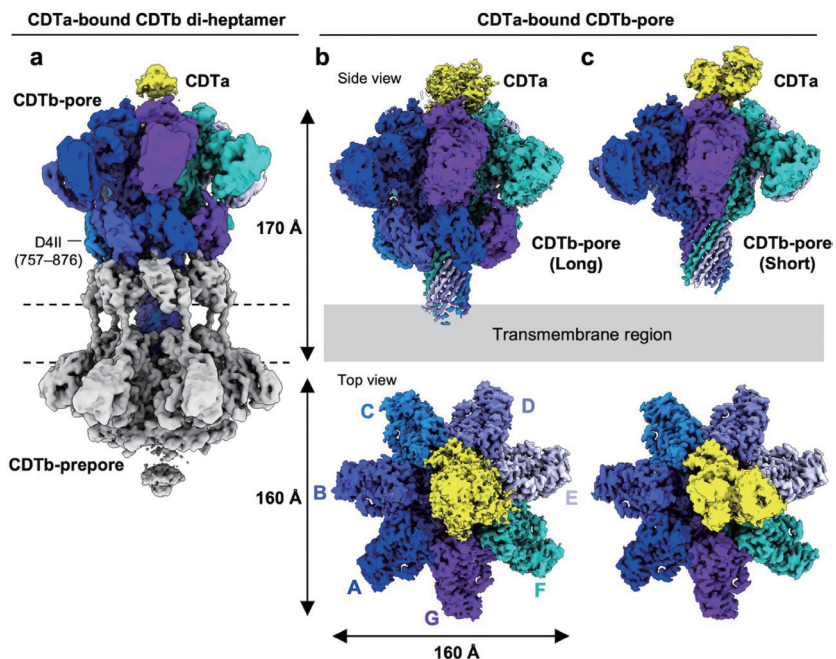 CDTa-bound CDTb di-heptamer
CDTa-bound CDTb-pore
a
CDTa
CDTb-pore
D4II
(757–876)
CDTb-prepore
170 Å
160 Å
b
Side view
CDTa
CDTb-pore
(Long)
c
CDTa
CDTb-pore
(Short)
Transmembrane region
Top view
C
D
B
E
A
F
G
160 Å